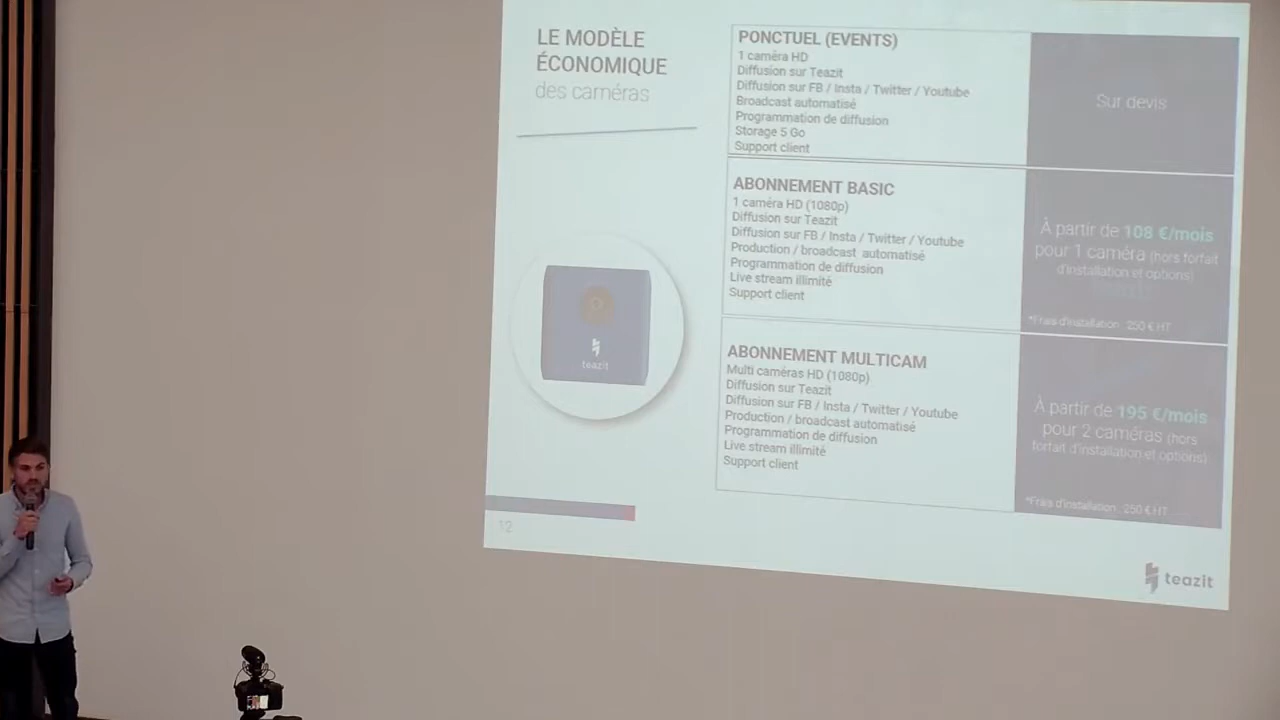 LE MODÈLE
ÉCONOMIQUE
des caméras
teazit
12
PONCTUEL (EVENTS)
1 caméra HD
Diffusion sur Teazit
Diffusion sur FB / Insta / Twitter / Youtube
Broadcast automatisé
Programmation de diffusion
Storage 5 Go
Support client
Sur devis
ABONNEMENT BASIC
1 caméra HD (1080p)
Diffusion sur Teazit
Diffusion sur FB / Insta / Twitter / Youtube
Production / broadcast automatisé
Programmation de diffusion
Live stream illimité
Support client
À partir de 108 €/mois
pour 1 caméra (hors forfait
d'installation et options)
*Frais d'installation : 250 € HT
ABONNEMENT MULTICAM
Multi caméras HD (1080p)
Diffusion sur Teazit
Diffusion sur FB / Insta / Twitter / Youtube
Production / broadcast automatisé
Programmation de diffusion
Live stream illimité
Support client
À partir de 195 €/mois
pour 2 caméras (hors
forfait d'installation et options)
*Frais d'installation : 250 € HT
teazit